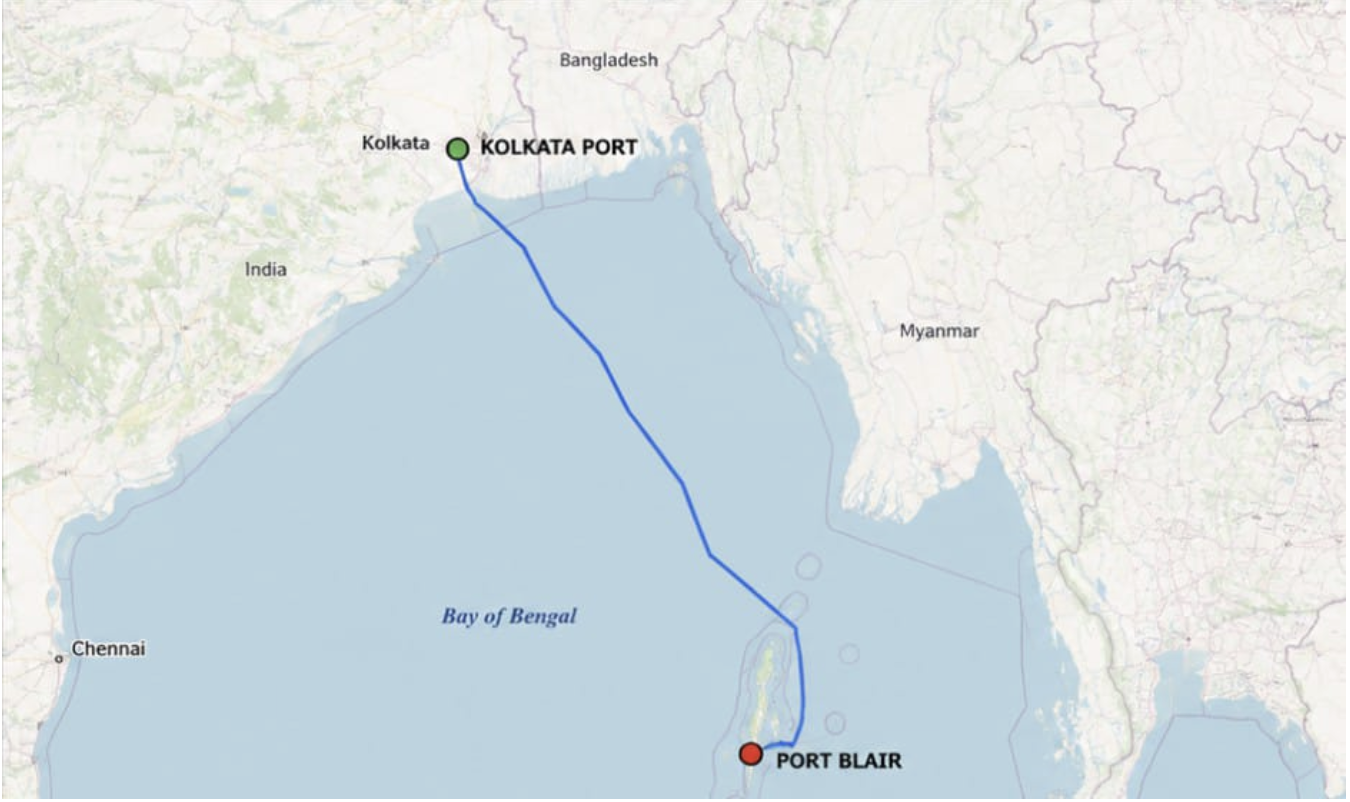 Bangladesh
Kolkata
KOLKATA PORT
India
Myanmar
Bay of Bengal
Chennai
PORT BLAIR